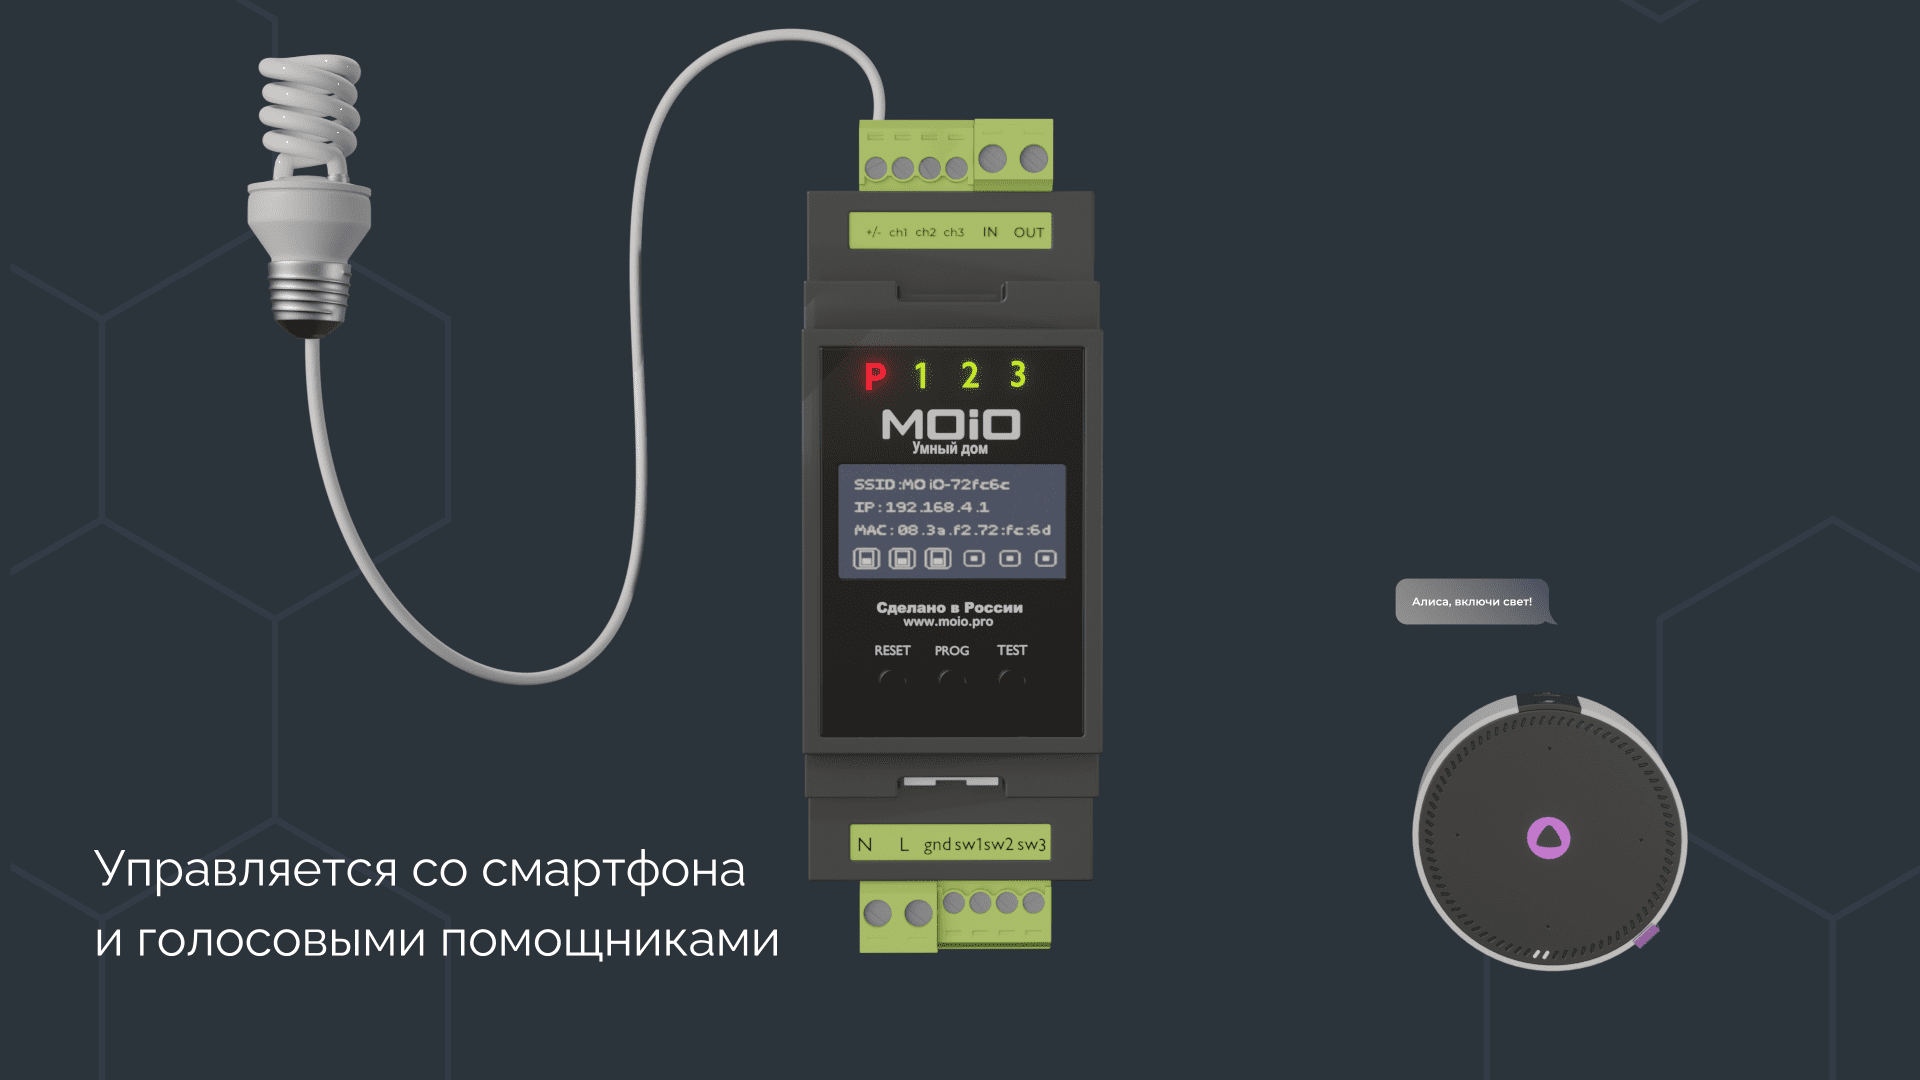 +/- ch1 ch2 ch3 IN OUT
P 1 2 3
MOiO
Умный дом
SSID:MOiO-72fc6c
IP:192.168.4.1
MAC:08.3a.f2.72:fc:6d
Сделано в России
www.moio.pro
RESET PROG TEST
N L gnd sw1 sw2 sw3
Алиса, включи свет!
Управляется со смартфона
и голосовыми помощниками